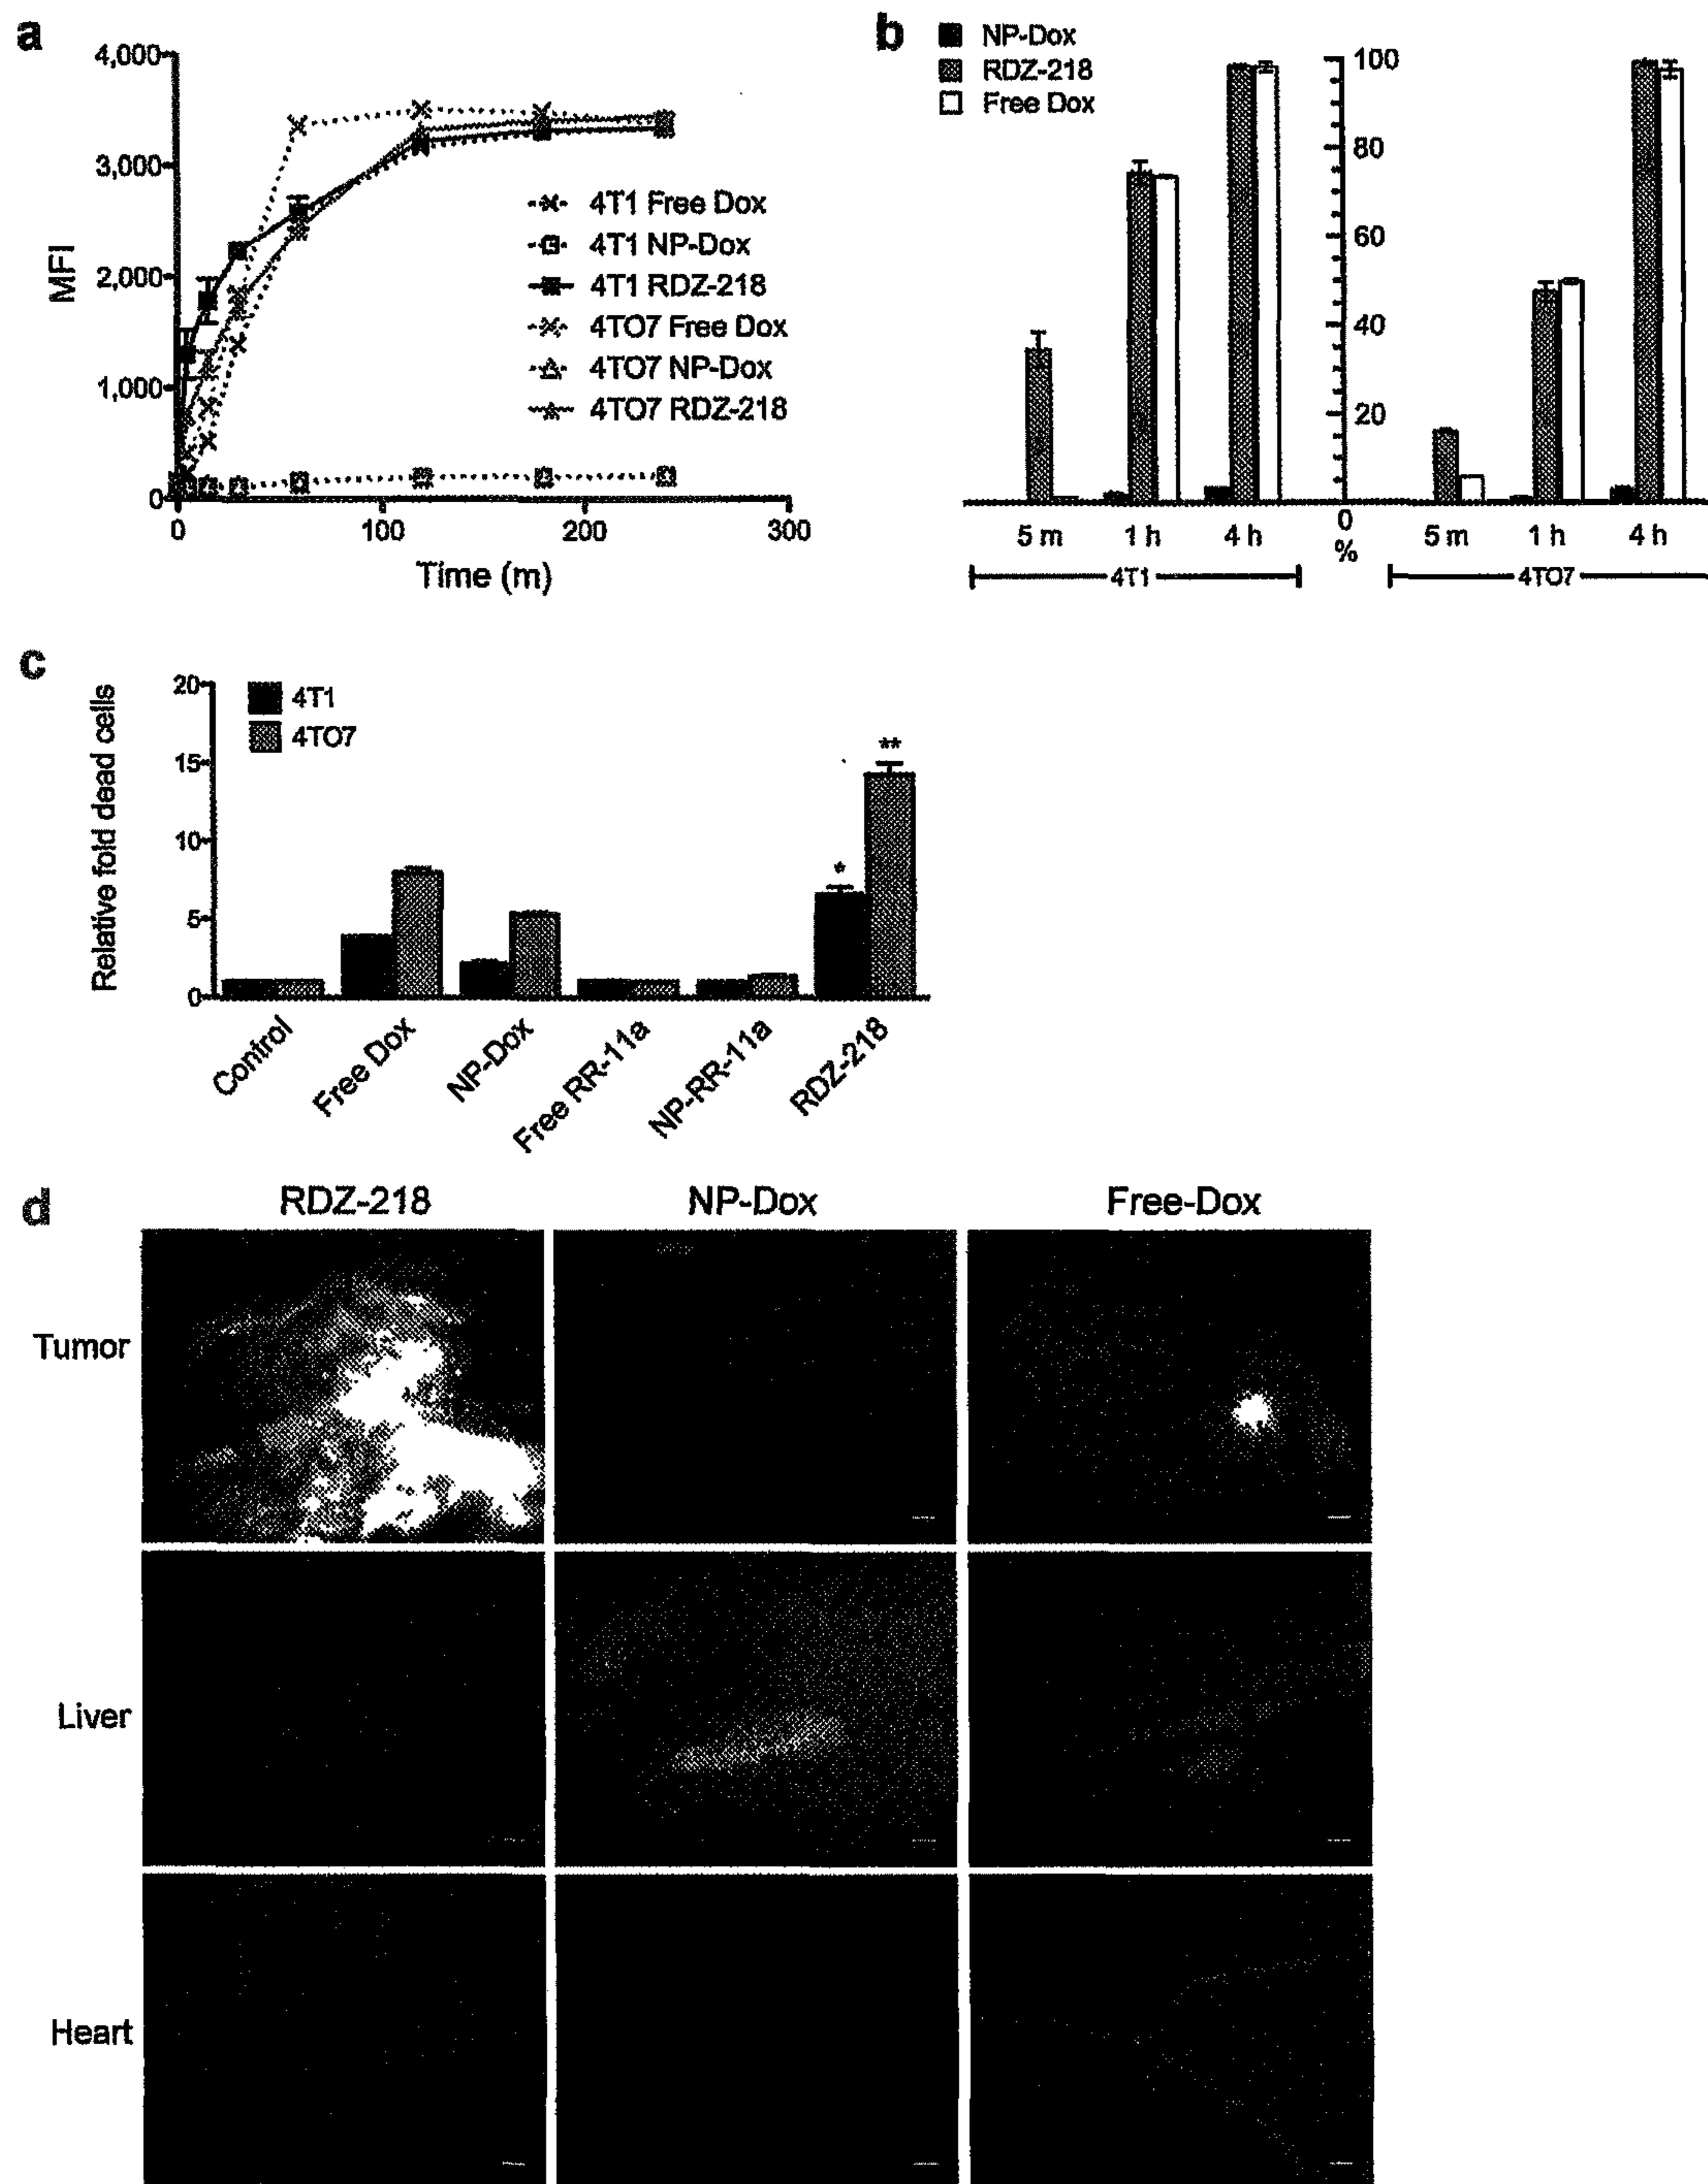 a
4,000
3,000
2,000
1,000
0
MFI
0 100 200 300
Time (m)
4T1 Free Dox
4T1 NP-Dox
4T1 RDZ-218
4TO7 Free Dox
4TO7 NP-Dox
4TO7 RDZ-218
b
NP-Dox
RDZ-218
Free Dox
100
80
60
40
20
0
%
5 m 1 h 4 h 5 m 1 h 4 h
4T1 4TO7
c
Relative fold dead cells
20
15
10
5
0
4T1
4TO7
*
**
Control
Free Dox
NP-Dox
Free RR-11a
NP-RR-11a
RDZ-218
d
RDZ-218 NP-Dox Free-Dox
Tumor
Liver
Heart